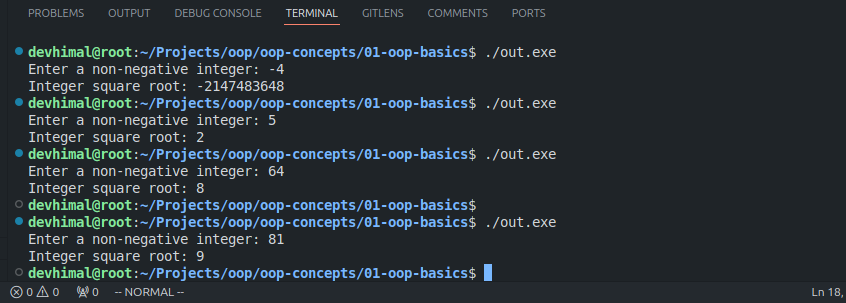 PROBLEMS OUTPUT DEBUG CONSOLE TERMINAL GITLENS COMMENTS PORTS
devhimal@root:~/Projects/oop/oop-concepts/01-oop-basics$ ./out.exe
Enter a non-negative integer: -4
Integer square root: -2147483648
devhimal@root:~/Projects/oop/oop-concepts/01-oop-basics$ ./out.exe
Enter a non-negative integer: 5
Integer square root: 2
devhimal@root:~/Projects/oop/oop-concepts/01-oop-basics$ ./out.exe
Enter a non-negative integer: 64
Integer square root: 8
devhimal@root:~/Projects/oop/oop-concepts/01-oop-basics$
devhimal@root:~/Projects/oop/oop-concepts/01-oop-basics$ ./out.exe
Enter a non-negative integer: 81
Integer square root: 9
devhimal@root:~/Projects/oop/oop-concepts/01-oop-basics$
0 0 0 -- NORMAL -- Ln 18,